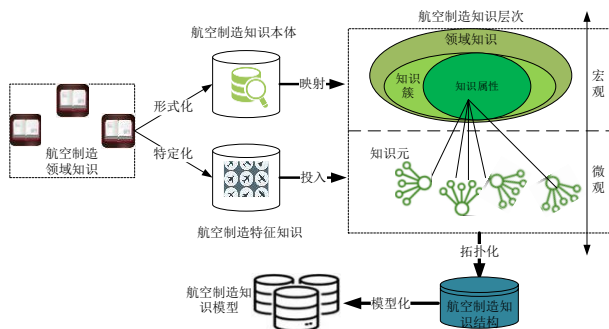 航空制造知识本体
航空制造知识层次
领域知识
知识
簇
知识属性
宏
观
映射
形式化
特定化
航空制造
领域知识
投入
知识元
微
观
航空制造特征知识
拓扑化
航空制造知
识模型
模型化
航空制造知
识结构